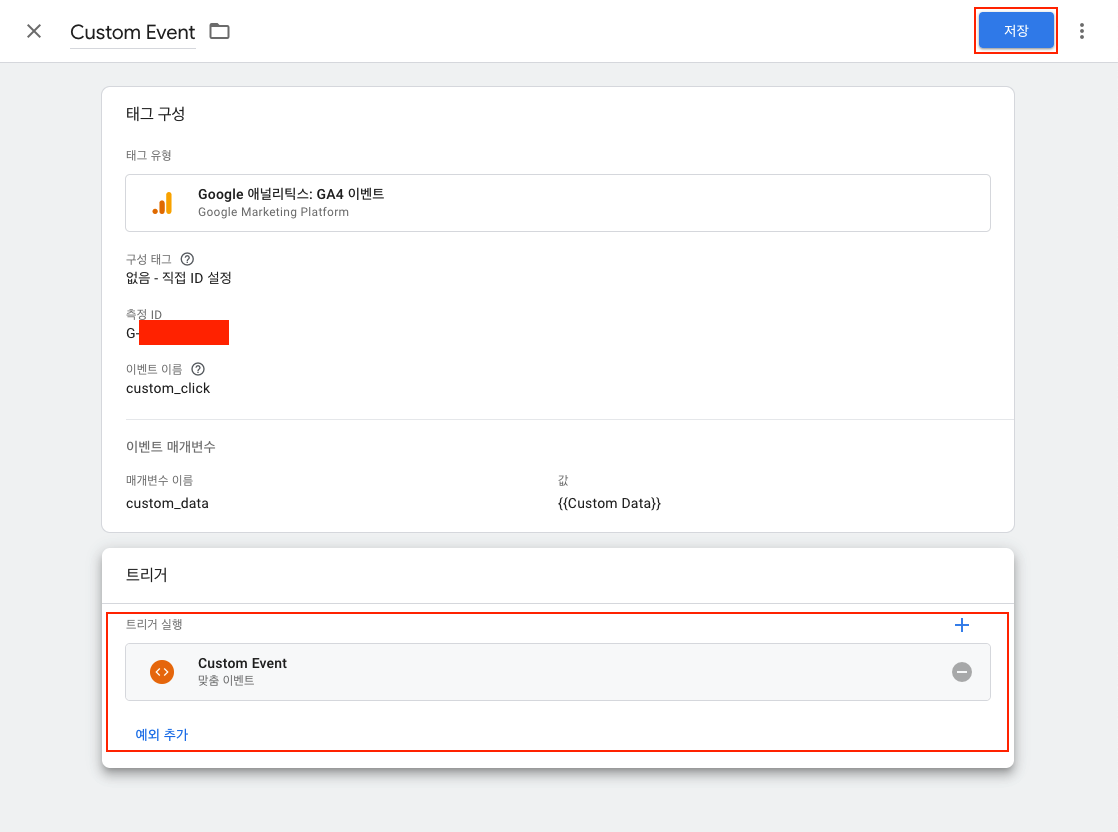 Custom Event
저장
태그 구성
태그 유형
Google 애널리틱스: GA4 이벤트
Google Marketing Platform
구성 태그
없음 - 직접 ID 설정
측정 ID
G-
이벤트 이름
custom_click
이벤트 매개변수
매개변수 이름 값
custom_data {{Custom Data}}
트리거
트리거 실행
Custom Event
맞춤 이벤트
예외 추가